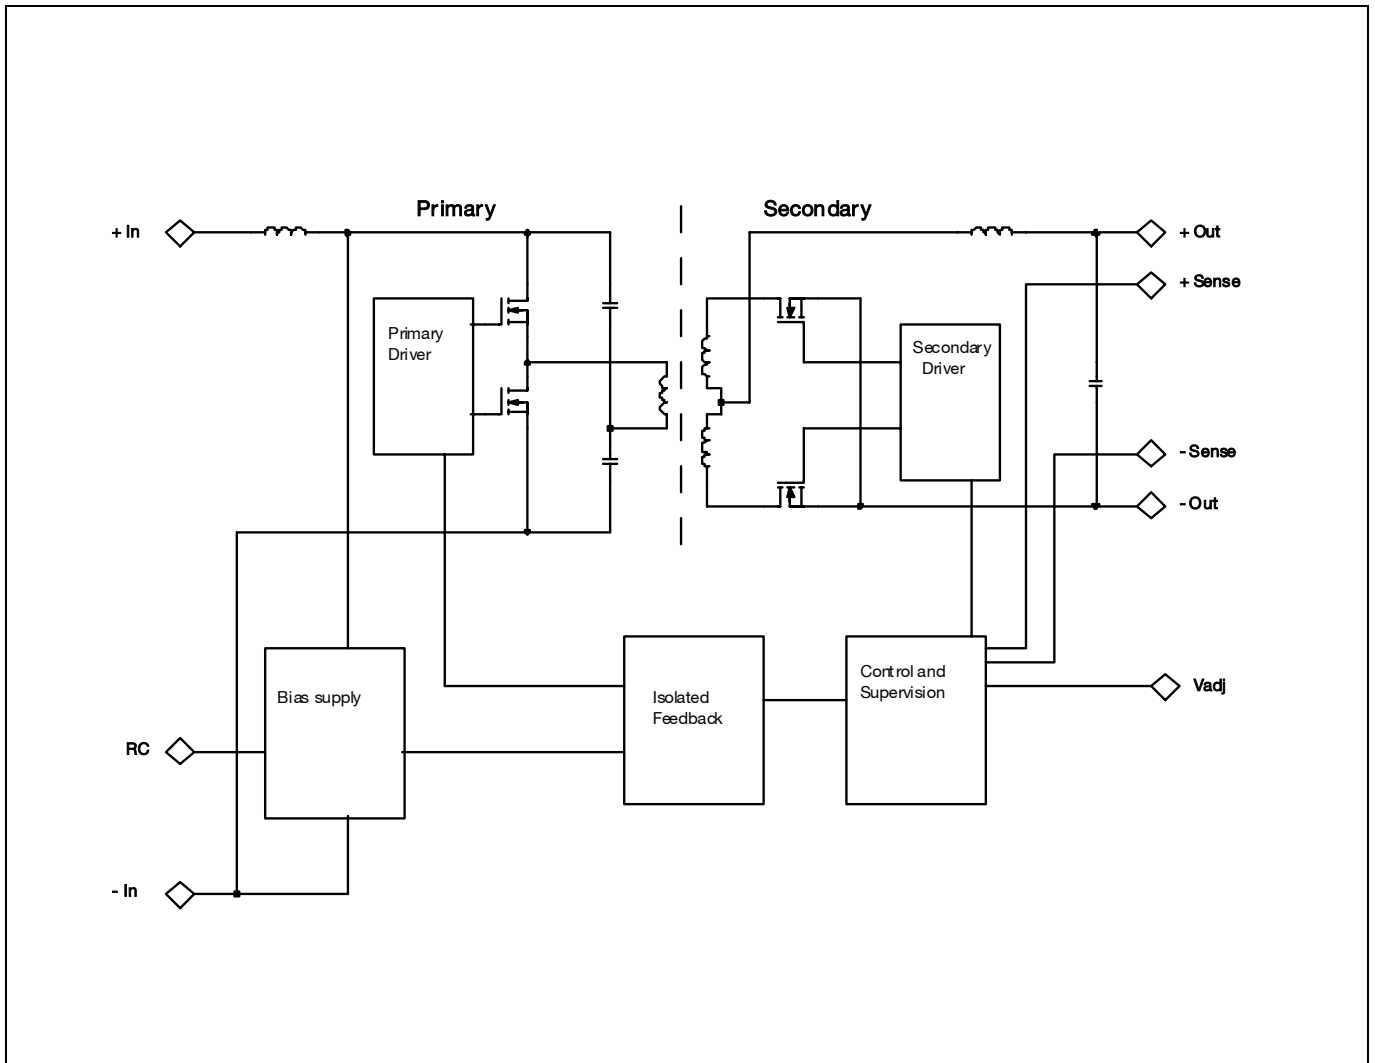 Primary
Secondary
+ In
+ Out
+ Sense
Primary
Driver
Secondary
Driver
- Sense
- Out
Control and
Supervision
Vadj
Bias supply
Isolated
Feedback
RC
- In